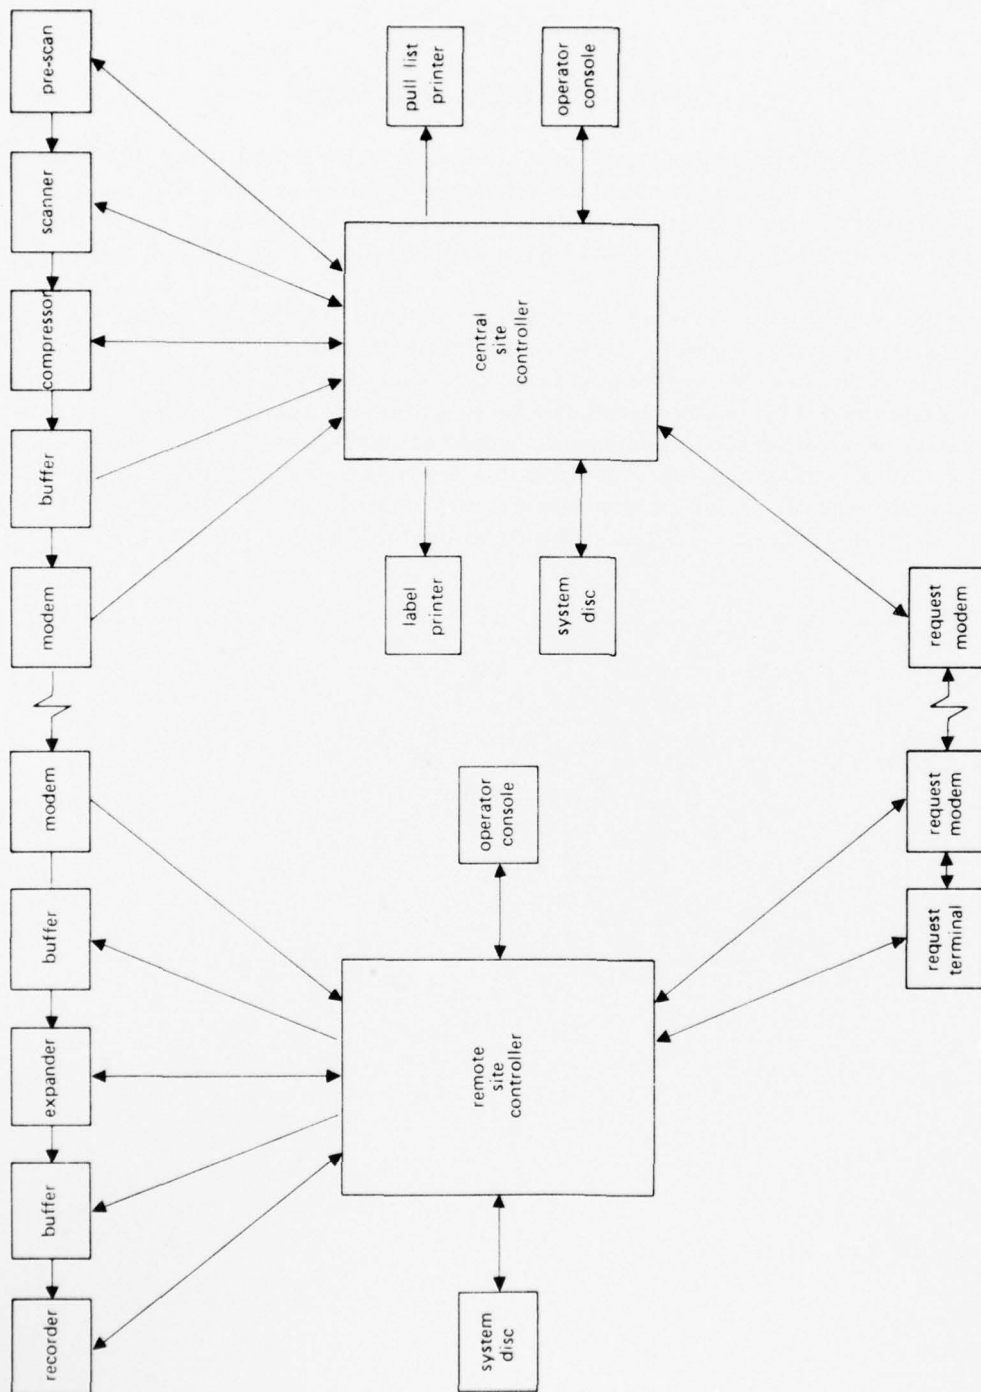 recorder
buffer
expander
buffer
modem
modem
buffer
compressor
scanner
pre-scan
system
disc
remote
site
controller
operator
console
label
printer
central
site
controller
pull list
printer
system
disc
operator
console
request
terminal
request
modem
request
modem